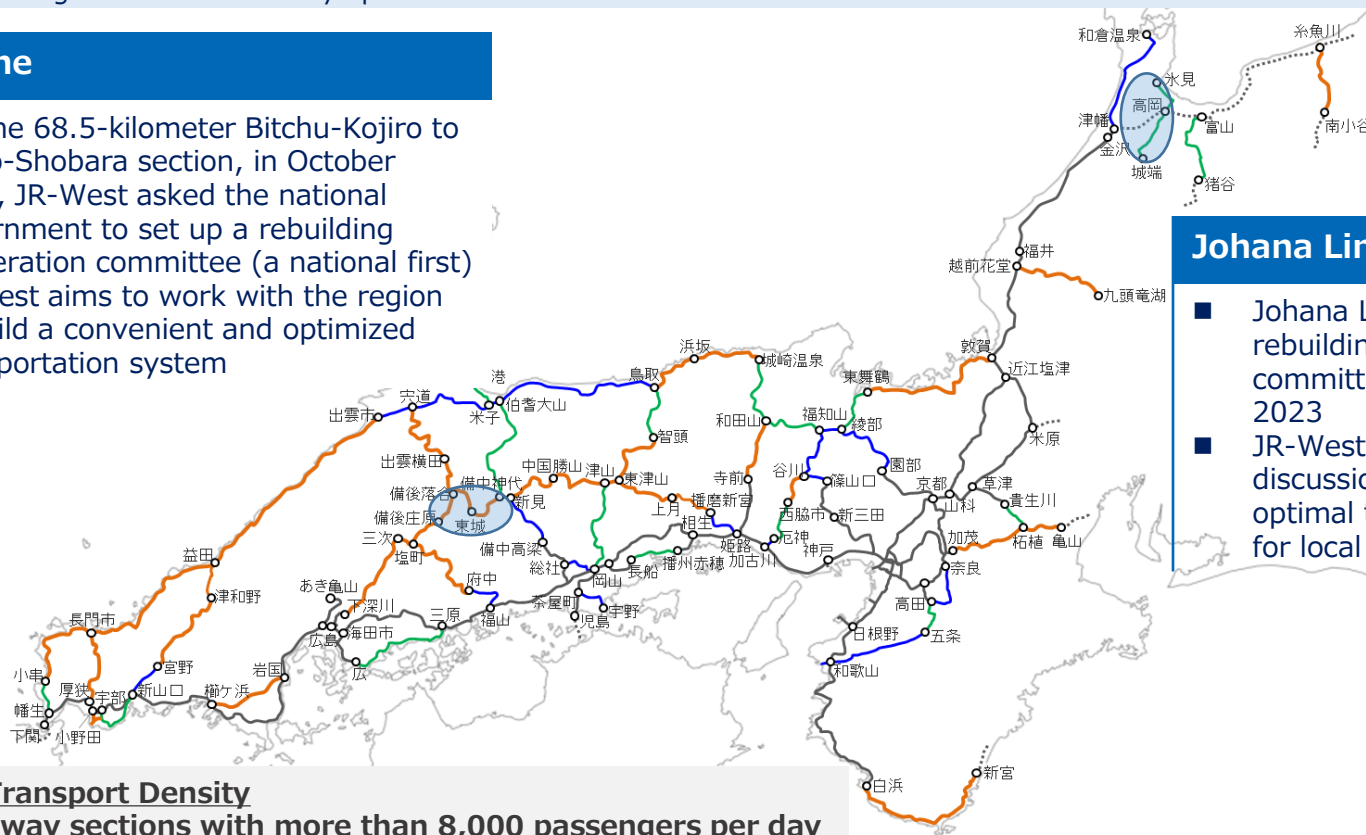 ne
ne 68.5-kilometer Bitchu-Kojiro to
o-Shobara section, in October
, JR-West asked the national
rnment to set up a rebuilding
eration committee (a national first)
est aims to work with the region
ild a convenient and optimized
portation system
Johana Lin
■ Johana L
rebuildin
committ
2023
■ JR-West
discussio
optimal t
for local
和倉温泉
糸魚川
氷見
高岡
津幡
富山
南小谷
金沢
城端
猪谷
福井
越前花堂
九頭竜湖
敦賀
近江塩津
浜坂
城崎温泉
東舞鶴
鳥取
港
宍道
伯耆大山
出雲市
米子
和田山
福知山
綾部
米原
智頭
出雲横田
中国勝山
津山
東津山
寺前
谷川
園部
備中神代
新見
備後落合
篠山口
京都
草津
播磨新宮
上月
山科
貴生川
備後庄原
東城
西脇市
新三田
相生
三次
塩町
備中高梁
姫路
加古川
厄神
神戸
加茂
柘植
亀山
益田
総社
岡山
長船
播州赤穂
奈良
津和野
あき亀山
府中
茶屋町
高田
下深川
三原
福山
児島
宇野
長門市
広島
海田市
日根野
五条
小串
宮野
岩国
広
和歌山
厚狭
宇部
新山口
櫛ケ浜
幡生
下関
小野田
新宮
白浜
Transport Density
way sections with more than 8,000 passengers per day